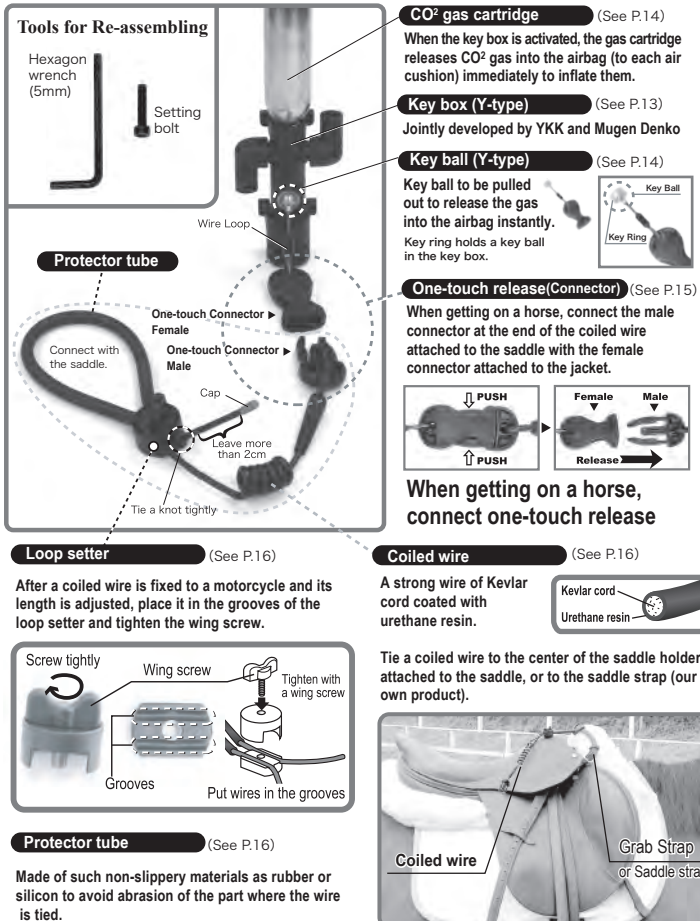 Tools for Re-assembling
Hexagon
wrench
(5mm)
Setting
bolt
Wire Loop
Protector tube
One-touch Connector ▶
Female
One-touch Connector ▶
Male
Connect with
the saddle.
Cap
Leave more
than 2cm
Tie a knot tightly
CO² gas cartridge (See P.14)
When the key box is activated, the gas cartridge
releases CO² gas into the airbag (to each air
cushion) immediately to inflate them.
Key box (Y-type) (See P.13)
Jointly developed by YKK and Mugen Denko
Key ball (Y-type) (See P.14)
Key ball to be pulled
out to release the gas
into the airbag instantly.
Key ring holds a key ball
in the key box.
Key Ball
Key Ring
One-touch release(Connector) (See P.15)
When getting on a horse, connect the male
connector at the end of the coiled wire
attached to the saddle with the female
connector attached to the jacket.
PUSH
PUSH
Female Male
Release
When getting on a horse,
connect one-touch release
Loop setter (See P.16)
After a coiled wire is fixed to a motorcycle and its
length is adjusted, place it in the grooves of the
loop setter and tighten the wing screw.
Screw tightly
Wing screw
Tighten with
a wing screw
Grooves
Put wires in the grooves
Protector tube (See P.16)
Made of such non-slippery materials as rubber or
silicon to avoid abrasion of the part where the wire
is tied.
Coiled wire (See P.16)
A strong wire of Kevlar
cord coated with
urethane resin.
Kevlar cord
Urethane resin
Tie a coiled wire to the center of the saddle holder
attached to the saddle, or to the saddle strap (our
own product).
Coiled wire
Grab Strap
or Saddle stra